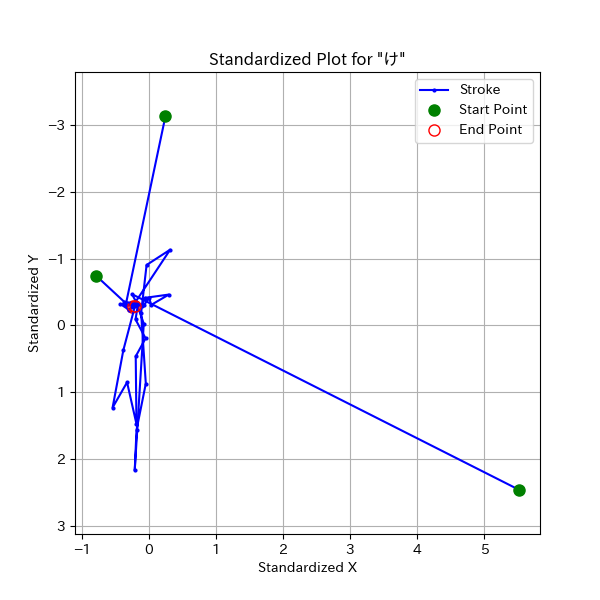 Standardized Plot for "け"
Stroke
Start Point
End Point
Standardized Y
−3
−2
−1
0
1
2
3
−1 0 1 2 3 4 5
Standardized X